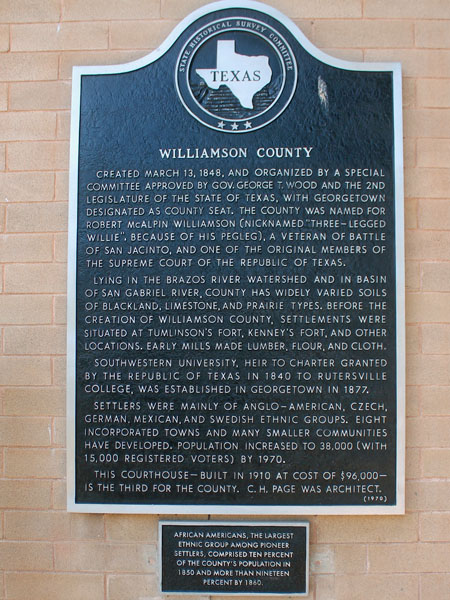 STATE HISTORICAL SURVEY COMMITTEE
TEXAS
WILLIAMSON COUNTY
CREATED MARCH 13, 1848, AND ORGANIZED BY A SPECIAL
COMMITTEE APPROVED BY GOV. GEORGE T. WOOD AND THE 2ND
LEGISLATURE OF THE STATE OF TEXAS, WITH GEORGETOWN
DESIGNATED AS COUNTY SEAT. THE COUNTY WAS NAMED FOR
ROBERT McALPIN WILLIAMSON (NICKNAMED "THREE-LEGGED
WILLIE", BECAUSE OF HIS PEGLEG), A VETERAN OF BATTLE
OF SAN JACINTO, AND ONE OF THE ORIGINAL MEMBERS OF
THE SUPREME COURT OF THE REPUBLIC OF TEXAS.
LYING IN THE BRAZOS RIVER WATERSHED AND IN BASIN
OF SAN GABRIEL RIVER, COUNTY HAS WIDELY VARIED SOILS
OF BLACKLAND, LIMESTONE, AND PRAIRIE TYPES. BEFORE THE
CREATION OF WILLIAMSON COUNTY, SETTLEMENTS WERE
SITUATED AT TUMLINSON'S FORT, KENNEY'S FORT, AND OTHER
LOCATIONS. EARLY MILLS MADE LUMBER, FLOUR, AND CLOTH.
SOUTHWESTERN UNIVERSITY, HEIR TO CHARTER GRANTED
BY THE REPUBLIC OF TEXAS IN 1840 TO RUTERSVILLE
COLLEGE, WAS ESTABLISHED IN GEORGETOWN IN 1877.
SETTLERS WERE MAINLY OF ANGLO-AMERICAN, CZECH,
GERMAN, MEXICAN, AND SWEDISH ETHNIC GROUPS. EIGHT
INCORPORATED TOWNS AND MANY SMALLER COMMUNITIES
HAVE DEVELOPED. POPULATION INCREASED TO 38,000 (WITH
15,000 REGISTERED VOTERS) BY 1970.
THIS COURTHOUSE-BUILT IN 1910 AT COST OF $96,000-
IS THE THIRD FOR THE COUNTY. C. H. PAGE WAS ARCHITECT.
(1970)
AFRICAN AMERICANS, THE LARGEST
ETHNIC GROUP AMONG PIONEER
SETTLERS, COMPRISED TEN PERCENT
OF THE COUNTY'S POPULATION IN
1850 AND MORE THAN NINETEEN
PERCENT BY 1860.